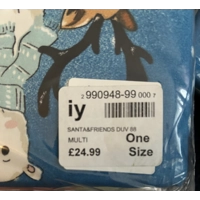 2 990948-99 000 7
iy
SANTA&FRIENDS DUV 88
MULTI One
£24.99 Size